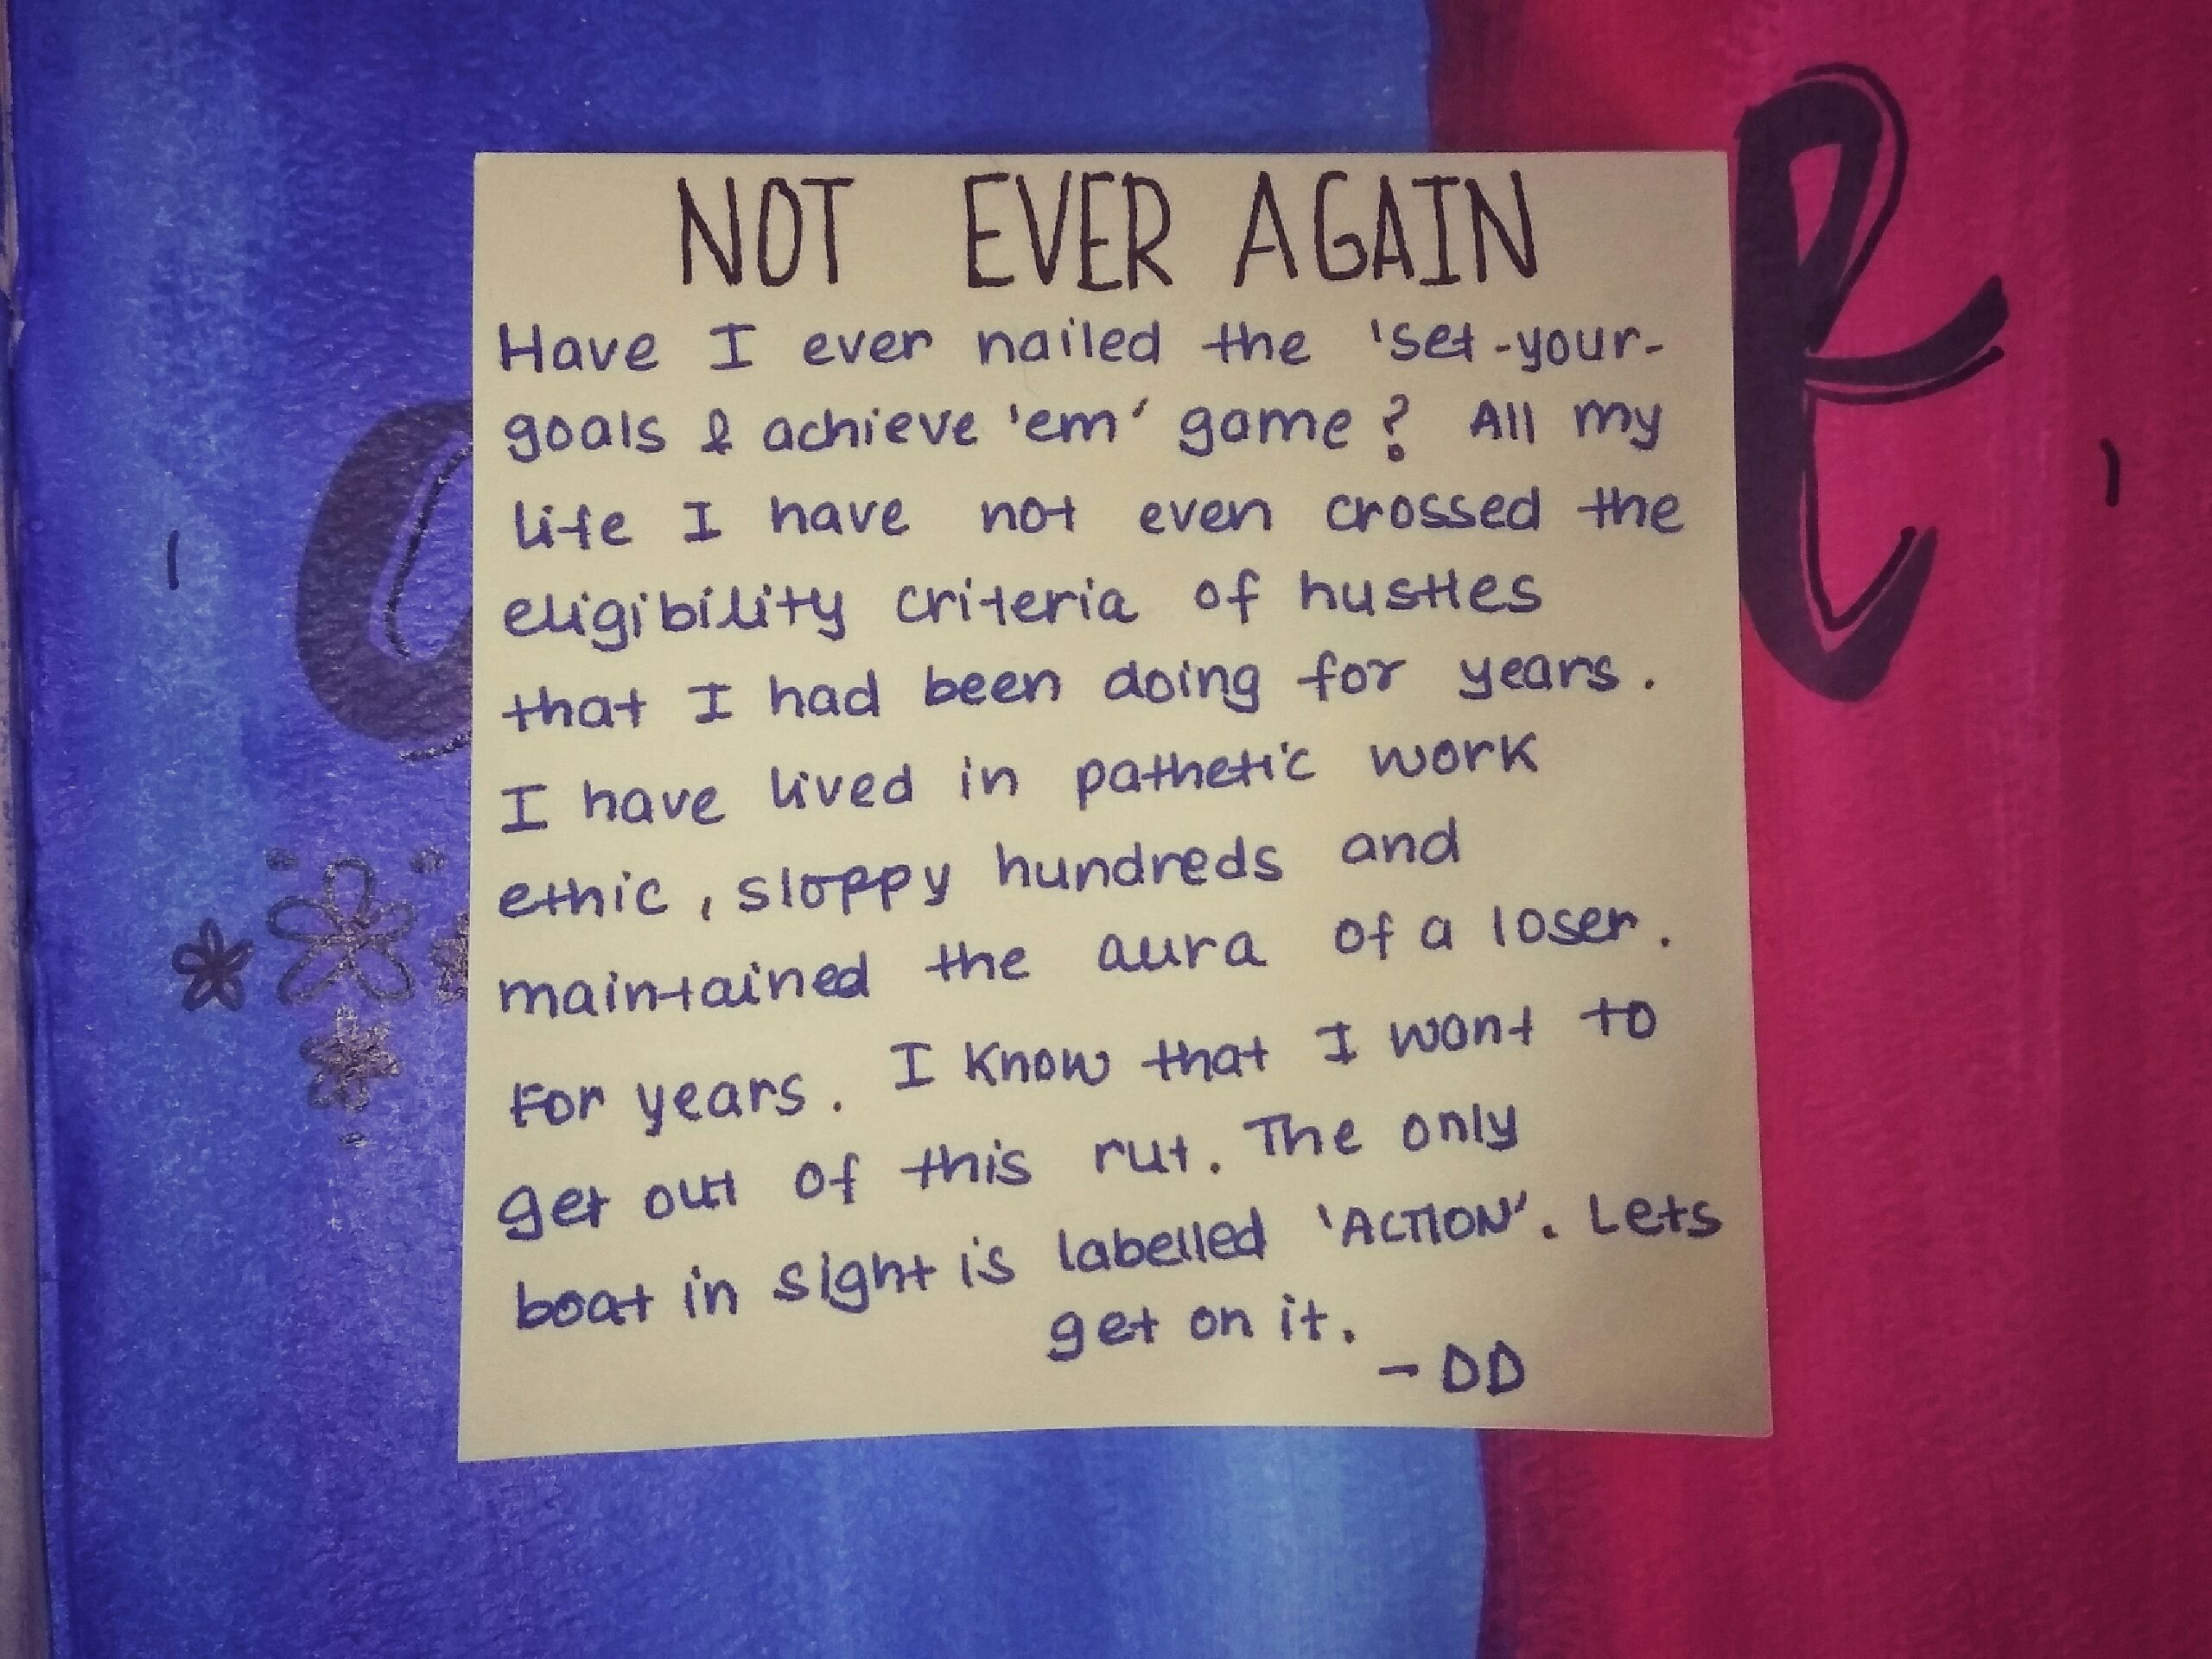 NOT EVER AGAIN
Have I ever nailed the 'set-your-
goals & achieve 'em' game? All my
life I have not even crossed the
eligibility criteria of hustles
that I had been doing for years.
I have lived in pathetic work
ethic, sloppy hundreds and
maintained the aura of a loser.
For years. I know that I want to
get out of this rut. The only
boat in sight is labelled 'ACTION'. Lets
get on it.
- DD